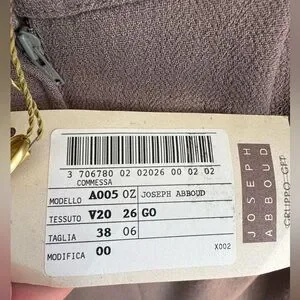 3 706780 02 02026 00 02 02
COMMESSA
MODELLO A005 0Z JOSEPH ABBOUD
TESSUTO V20 26 GO
TAGLIA 38 06
MODIFICA 00
X002
JOSEPH
ABBOUD
GRUPPO GFT